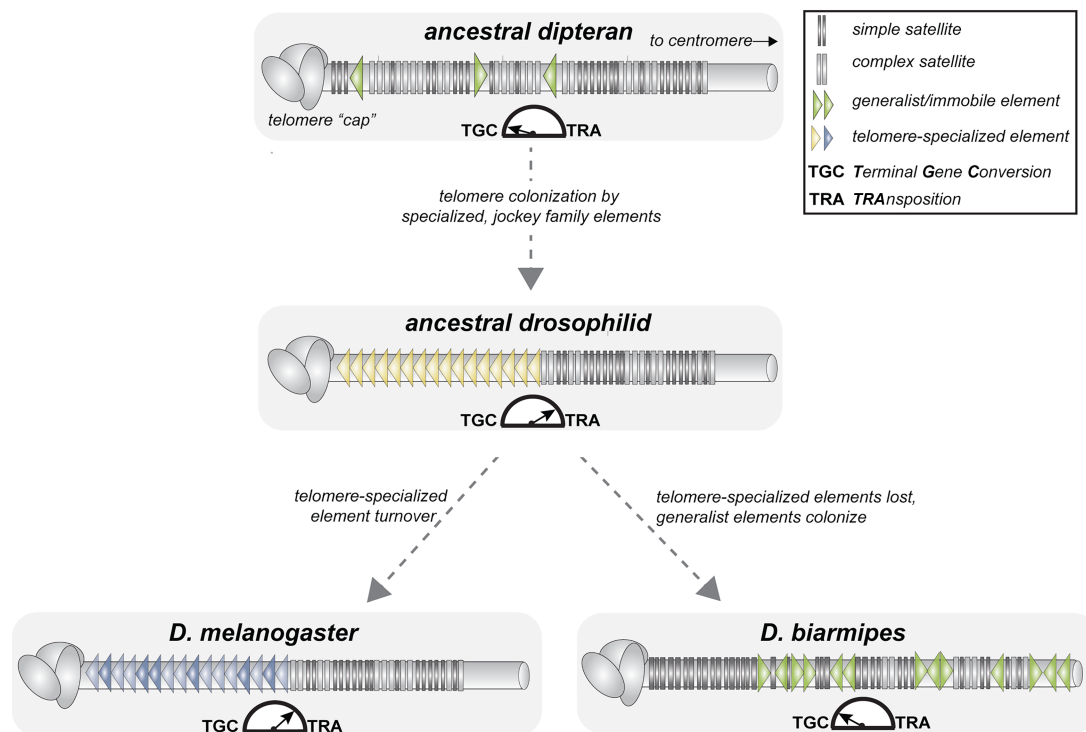 ancestral dipteran
to centromere
telomere “cap”
TGC
TRA
simple satellite
complex satellite
generalist/immobile element
telomere-specialized element
TGC Terminal Gene Conversion
TRA TRAnsposition
telomere colonization by
specialized, jockey family elements
ancestral drosophilid
TGC
TRA
telomere-specialized
element turnover
telomere-specialized elements lost,
generalist elements colonize
D. melanogaster
TGC
TRA
D. biarmipes
TGC
TRA